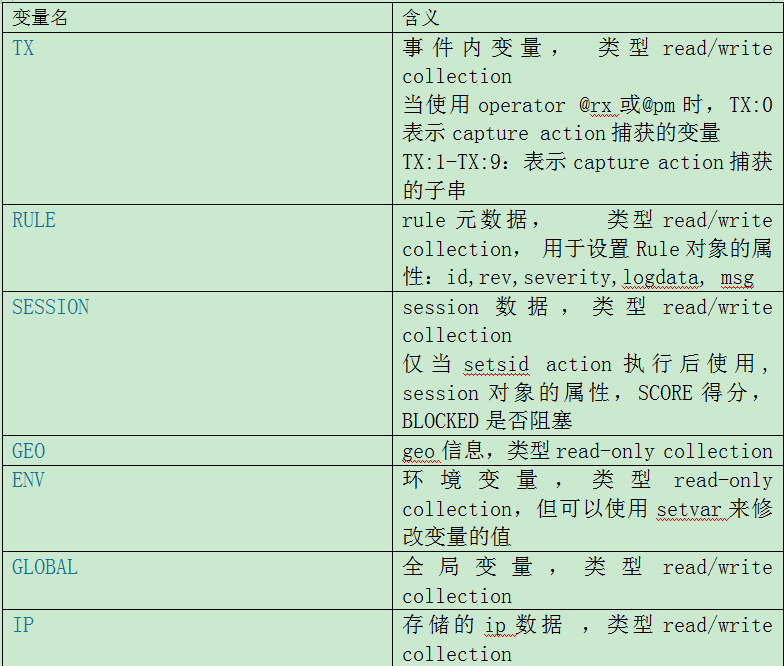 变量名
含义
TX
事件内变量， 类型 read/write
collection
当使用 operator @rx 或@pm 时，TX:0
表示 capture action 捕获的变量
TX:1-TX:9：表示 capture action 捕获
的子串
RULE
rule 元数据， 类型 read/write
collection， 用于设置 Rule 对象的属
性：id,rev,severity,logdata, msg
SESSION
session 数据，类型 read/write
collection
仅当 setsid action 执行后使用，
session 对象的属性，SCORE 得分，
BLOCKED 是否阻塞
GEO
geo 信息，类型 read-only collection
ENV
环境变量，类型 read-only
collection，但可以使用 setvar 来修
改变量的值
GLOBAL
全局变量，类型 read/write
collection
IP
存储的 ip 数据 ，类型 read/write
collection